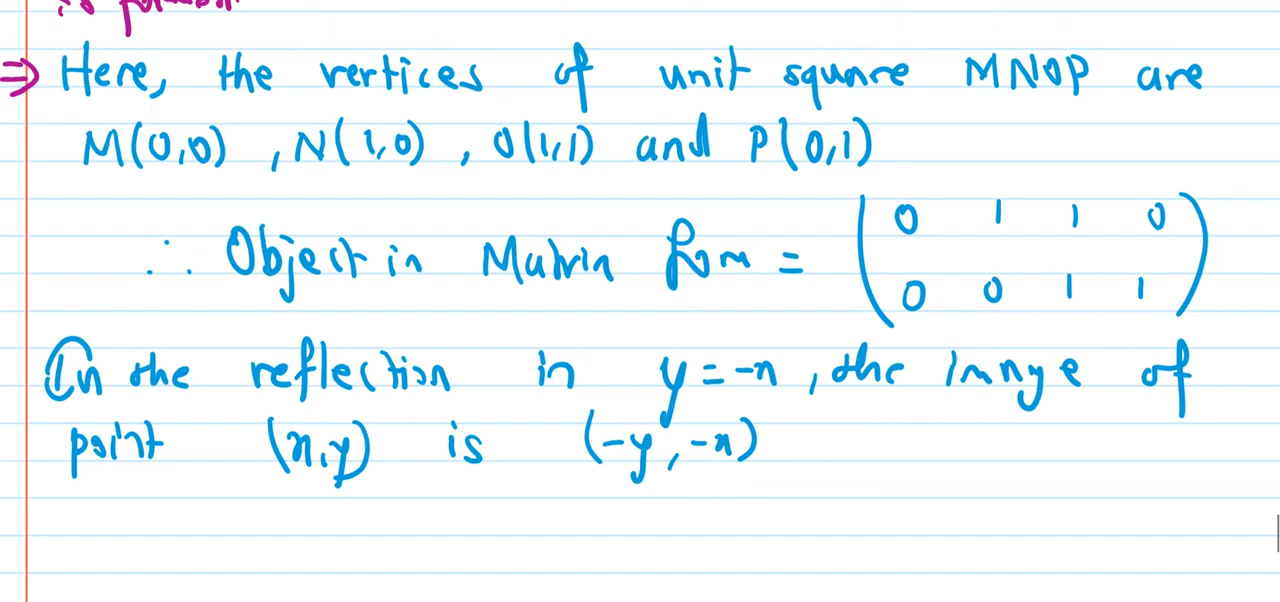 ⇒ Here, the vertices of unit square MNOP are
M(0,0) , N(1,0) , O(1,1) and P(0,1)
∴ Object in Matrix form = ( 0 1 1 0
0 0 1 1 )
In the reflection in y = -x , the image of
point (x,y) is (-y, -x)